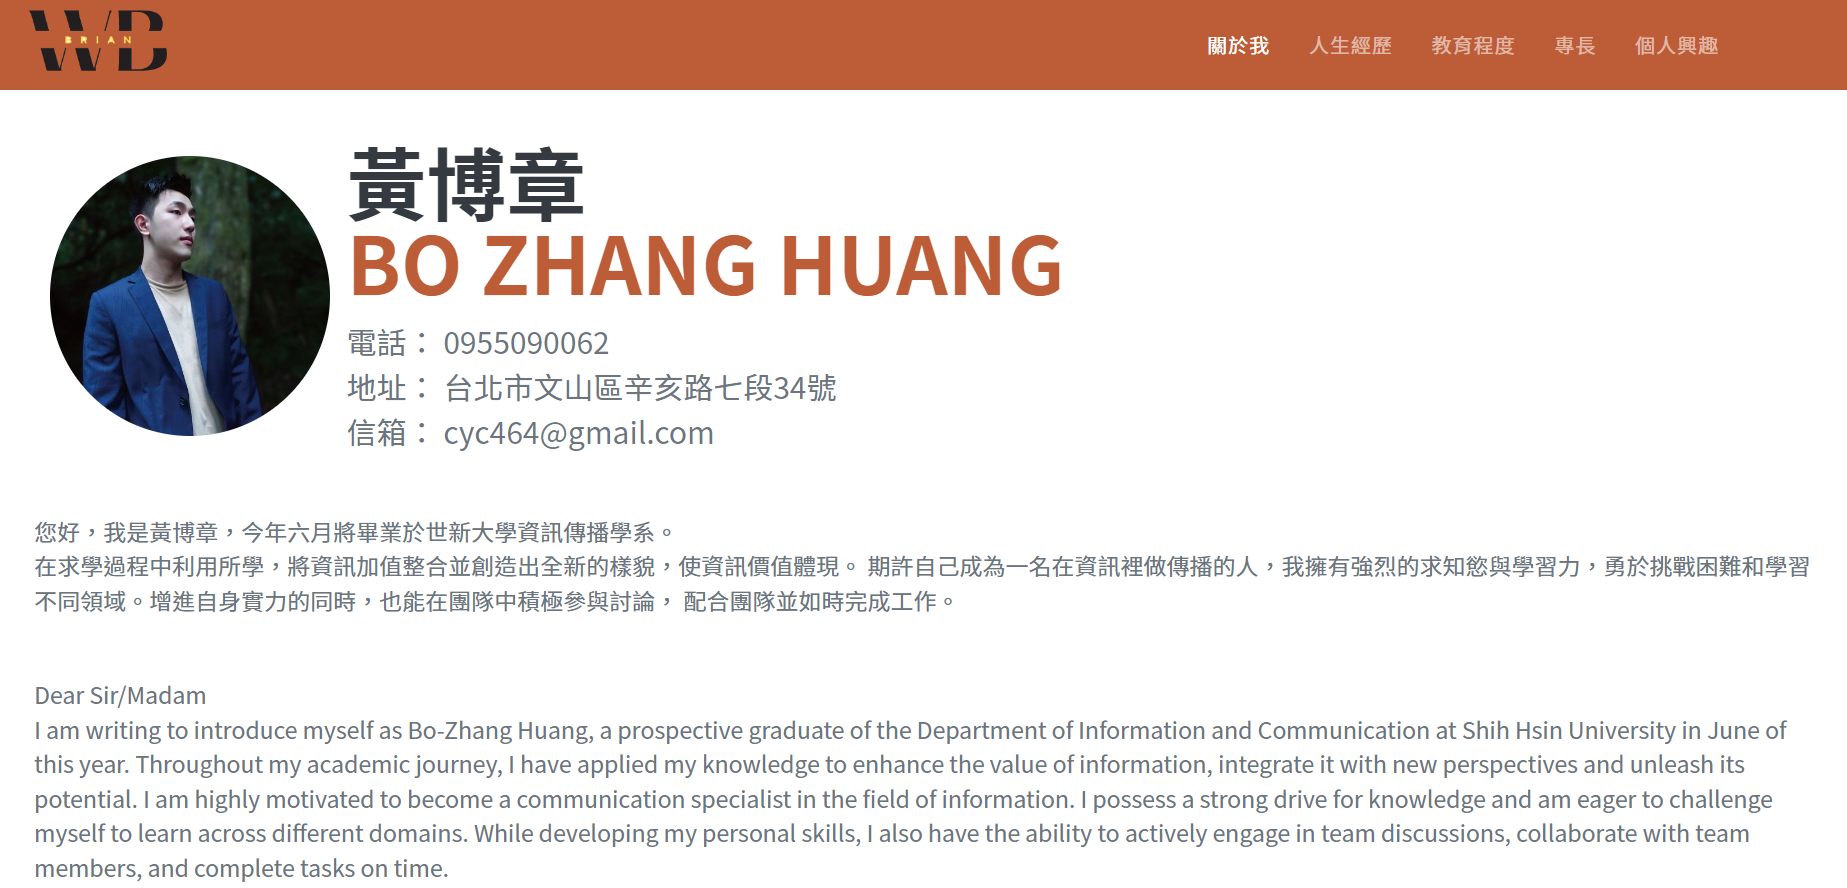 WB
BRIAN
關於我 人生經歷 教育程度 專長 個人興趣
黃博章
BO ZHANG HUANG
電話： 0955090062
地址： 台北市文山區辛亥路七段34號
信箱： cyc464@gmail.com
您好，我是黃博章，今年六月將畢業於世新大學資訊傳播學系。
在求學過程中利用所學，將資訊加值整合並創造出全新的樣貌，使資訊價值體現。 期許自己成為一名在資訊裡做傳播的人，我擁有強烈的求知慾與學習力，勇於挑戰困難和學習
不同領域。增進自身實力的同時，也能在團隊中積極參與討論， 配合團隊並如時完成工作。
Dear Sir/Madam
I am writing to introduce myself as Bo-Zhang Huang, a prospective graduate of the Department of Information and Communication at Shih Hsin University in June of
this year. Throughout my academic journey, I have applied my knowledge to enhance the value of information, integrate it with new perspectives and unleash its
potential. I am highly motivated to become a communication specialist in the field of information. I possess a strong drive for knowledge and am eager to challenge
myself to learn across different domains. While developing my personal skills, I also have the ability to actively engage in team discussions, collaborate with team
members, and complete tasks on time.